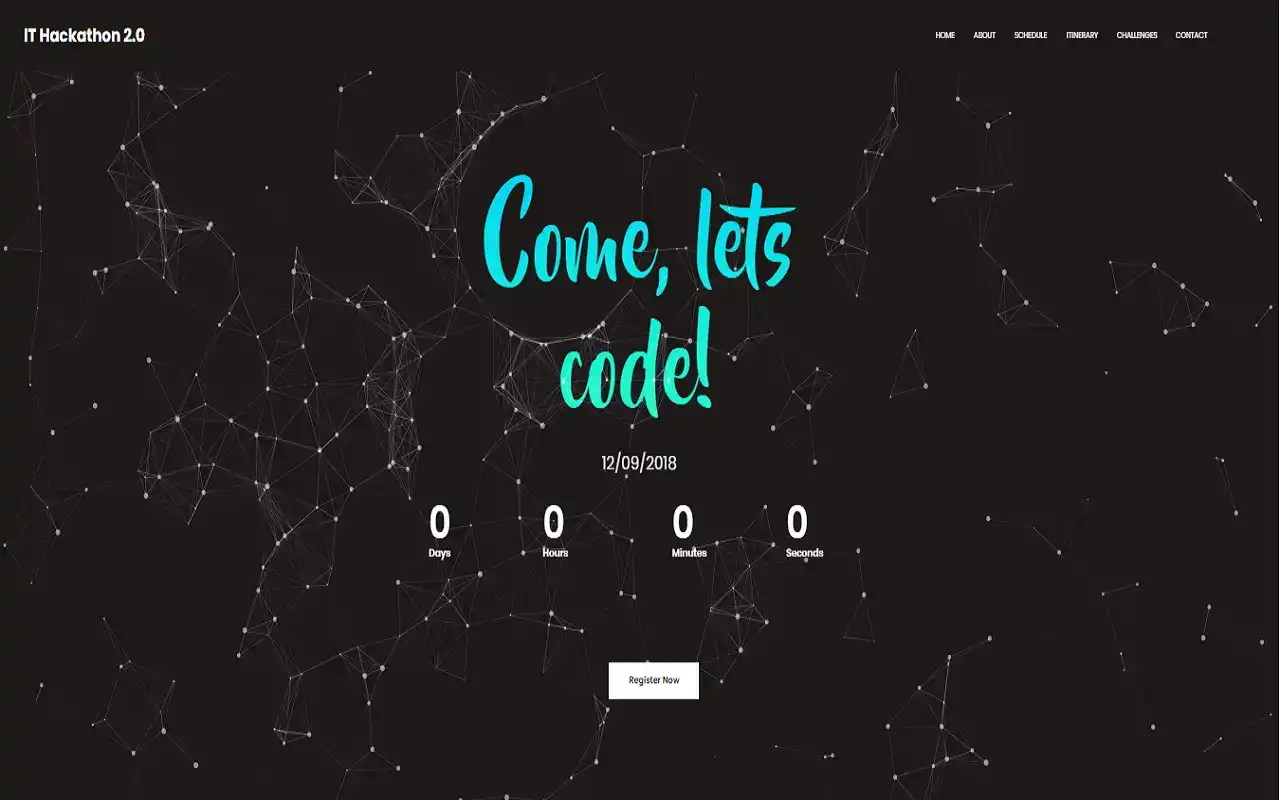 IT Hackathon 2.0
HOME ABOUT SCHEDULE ITINERARY CHALLENGES CONTACT
Come, lets
code!
12/09/2018
0 0 0 0
Days Hours Minutes Seconds
Register Now